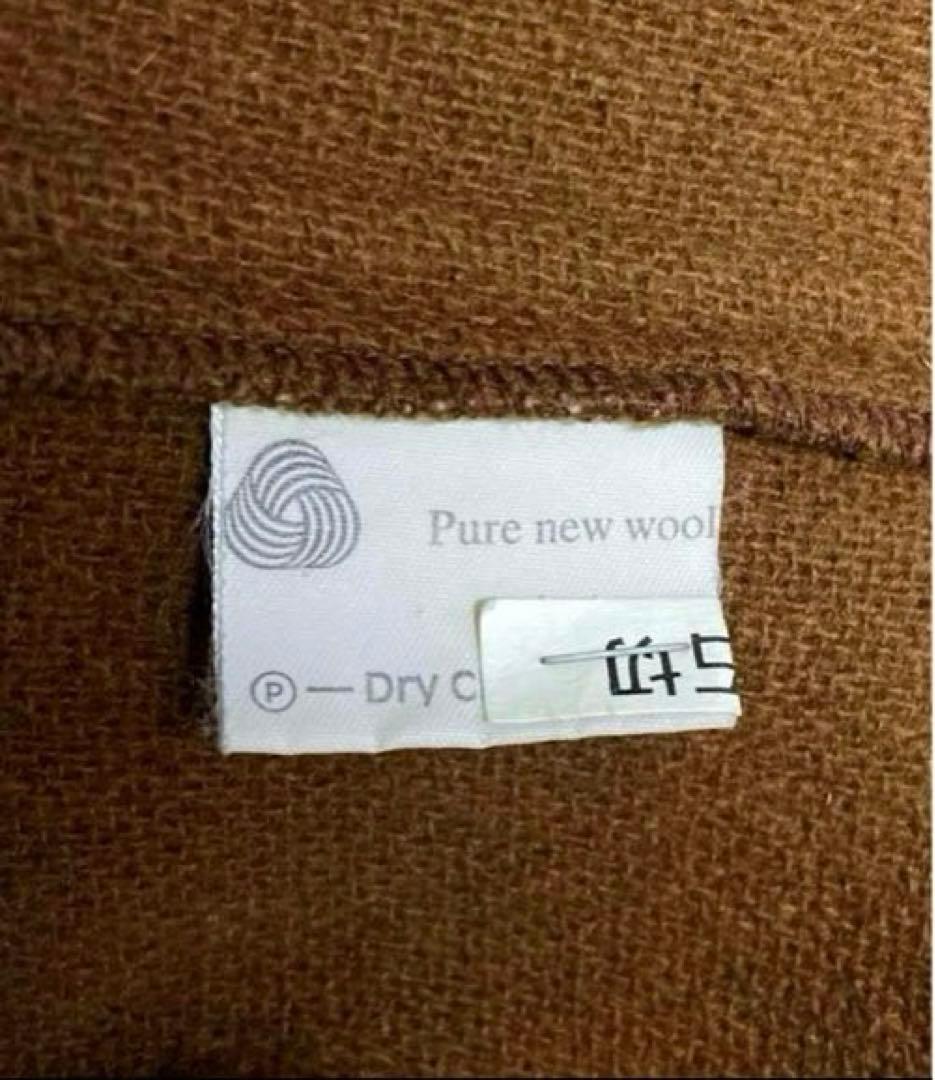 Pure new wool
Ⓟ — Dry C